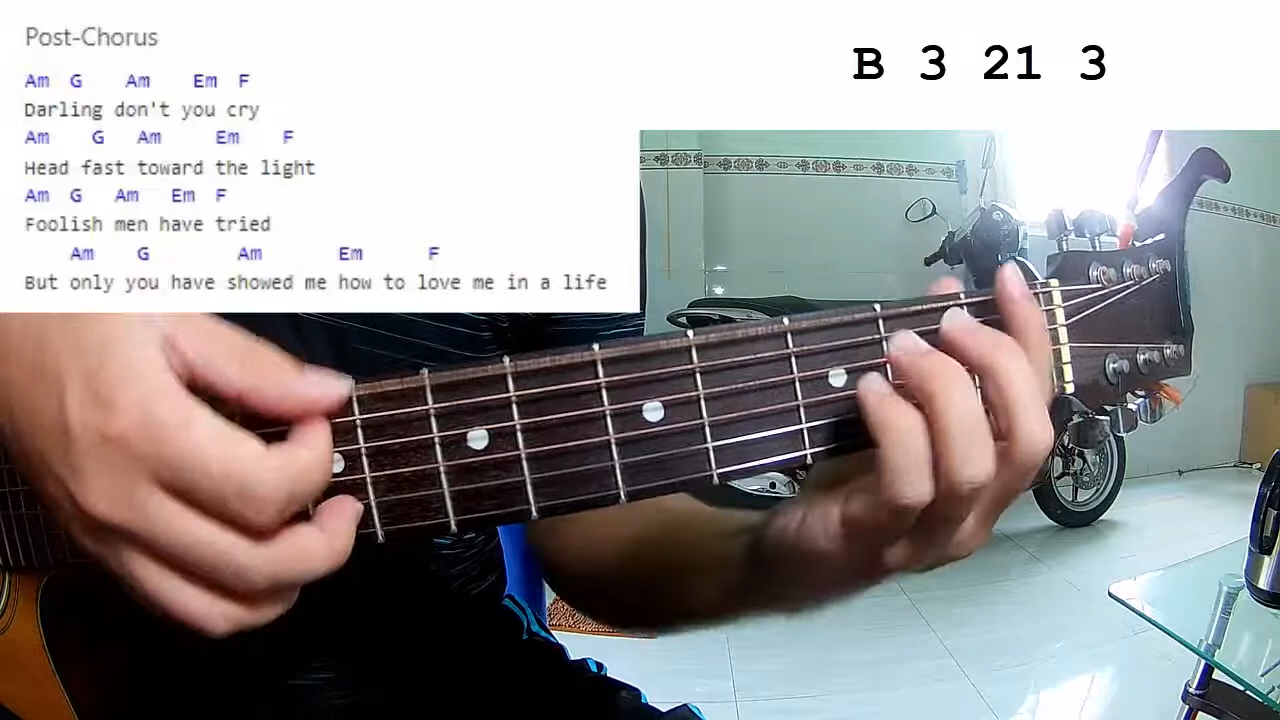 Post-Chorus
Am G Am Em F
Darling don't you cry
Am G Am Em F
Head fast toward the light
Am G Am Em F
Foolish men have tried
Am G Am Em F
But only you have showed me how to love me in a life
B 3 21 3